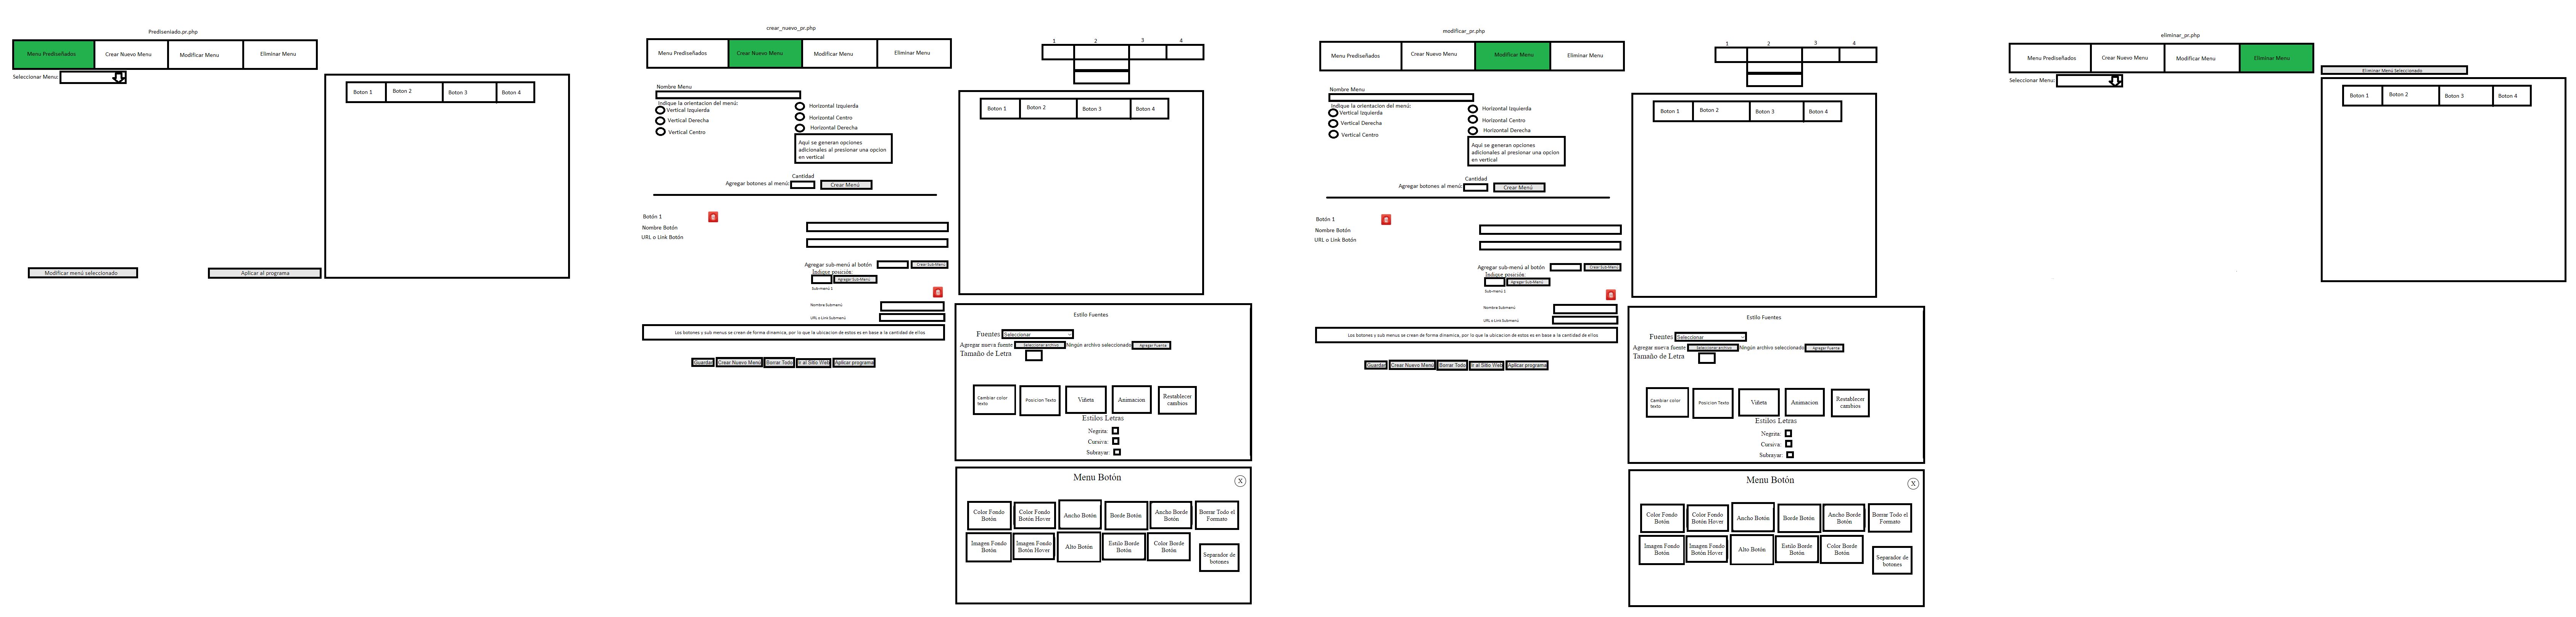 Prediseniado.pr.php
Menu Prediseñados
Crear Nuevo Menu
Modificar Menu
Eliminar Menu
Seleccionar Menu:
Boton 1
Boton 2
Boton 3
Boton 4
Modificar menú seleccionado
Aplicar al programa
crear_nuevo_pr.php
Menu Prediseñados
Crear Nuevo Menu
Modificar Menu
Eliminar Menu
1
2
3
4
Nombre Menu
Indique la orientacion del menú:
Vertical Izquierda
Vertical Derecha
Vertical Centro
Horizontal Izquierda
Horizontal Centro
Horizontal Derecha
Aqui se generan opciones
adicionales al presionar una opcion
en vertical
Cantidad
Agregar botones al menú:
Crear Menú
Boton 1
Boton 2
Boton 3
Boton 4
Botón 1
Nombre Botón
URL o Link Botón
Agregar sub-menú al botón
Crear Sub-Menu
Indique posición:
Agregar Sub-Menu
Sub-menú 1
Nombre Submenú
URL o Link Submenú
Los botones y sub menus se crean de forma dinamica, por lo que la ubicacion de estos es en base a la cantidad de ellos
Guardar
Crear Nuevo Menú
Borrar Todo
Ir al Sitio Web
Aplicar programa
Estilo Fuentes
Fuentes
Seleccionar
Agregar nueva fuente
Seleccionar archivo
Ningún archivo seleccionado
Agregar fuente
Tamaño de Letra
Cambiar color
texto
Posicion Texto
Viñeta
Animacion
Restablecer
cambios
Estilos Letras
Negrita:
Cursiva:
Subrayar:
Menu Botón
X
Color Fondo
Botón
Color Fondo
Botón Hover
Ancho Botón
Borde Botón
Ancho Borde
Botón
Borrar Todo el
Formato
Imagen Fondo
Botón
Imagen Fondo
Botón Hover
Alto Botón
Estilo Borde
Botón
Color Borde
Botón
Separador de
botones
modificar_pr.php
Menu Prediseñados
Crear Nuevo Menu
Modificar Menu
Eliminar Menu
1
2
3
4
Nombre Menu
Indique la orientacion del menú:
Vertical Izquierda
Vertical Derecha
Vertical Centro
Horizontal Izquierda
Horizontal Centro
Horizontal Derecha
Aqui se generan opciones
adicionales al presionar una opcion
en vertical
Cantidad
Agregar botones al menú:
Crear Menú
Boton 1
Boton 2
Boton 3
Boton 4
Botón 1
Nombre Botón
URL o Link Botón
Agregar sub-menú al botón
Crear Sub-Menu
Indique posición:
Agregar Sub-Menu
Sub-menú 1
Nombre Submenú
URL o Link Submenú
Los botones y sub menus se crean de forma dinamica, por lo que la ubicacion de estos es en base a la cantidad de ellos
Guardar
Crear Nuevo Menú
Borrar Todo
Ir al Sitio Web
Aplicar programa
Estilo Fuentes
Fuentes
Seleccionar
Agregar nueva fuente
Seleccionar archivo
Ningún archivo seleccionado
Agregar fuente
Tamaño de Letra
Cambiar color
texto
Posicion Texto
Viñeta
Animacion
Restablecer
cambios
Estilos Letras
Negrita:
Cursiva:
Subrayar:
Menu Botón
X
Color Fondo
Botón
Color Fondo
Botón Hover
Ancho Botón
Borde Botón
Ancho Borde
Botón
Borrar Todo el
Formato
Imagen Fondo
Botón
Imagen Fondo
Botón Hover
Alto Botón
Estilo Borde
Botón
Color Borde
Botón
Separador de
botones
eliminar_pr.php
Menu Prediseñados
Crear Nuevo Menu
Modificar Menu
Eliminar Menu
Seleccionar Menu:
Eliminar Menú Seleccionado
Boton 1
Boton 2
Boton 3
Boton 4